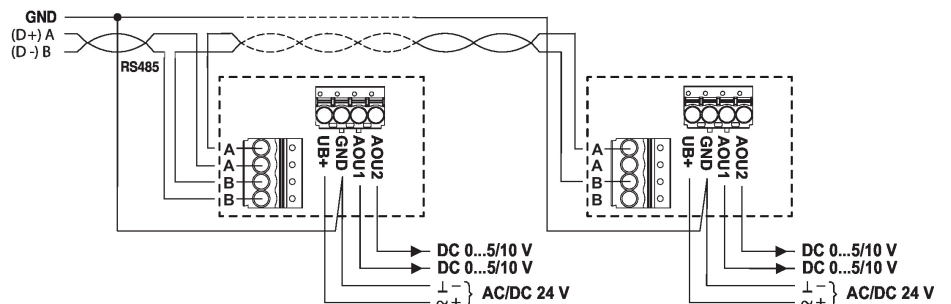 GND
(D+) A
(D -) B
RS485
A
A
B
B
UB+
GND
AOU1
AOU2
DC 0...5/10 V
DC 0...5/10 V
⊥ −
~ +
} AC/DC 24 V
A
A
B
B
UB+
GND
AOU1
AOU2
DC 0...5/10 V
DC 0...5/10 V
⊥ −
~ +
} AC/DC 24 V